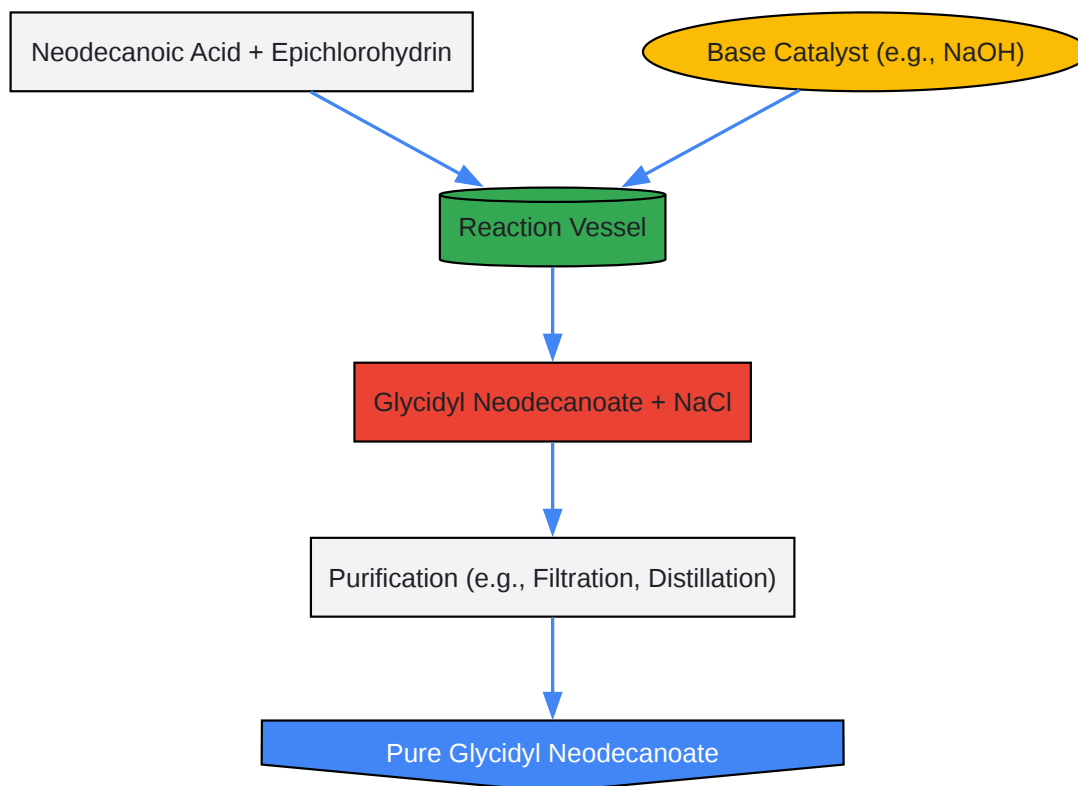 Neodecanoic Acid + Epichlorohydrin
Base Catalyst (e.g., NaOH)
Reaction Vessel
Glycidyl Neodecanoate + NaCl
Purification (e.g., Filtration, Distillation)
Pure Glycidyl Neodecanoate